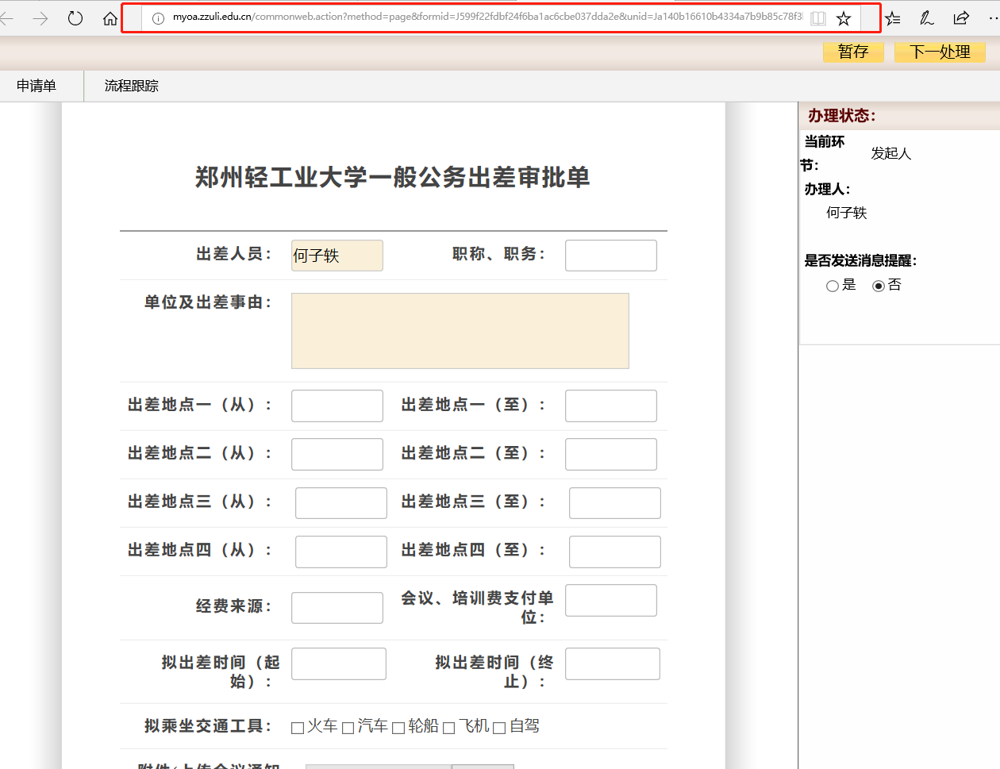 myoa.zzuli.edu.cn/commonweb.action?method=page&formid=J599f22fdbf24f6ba1ac6cbe037dda2e&unid=Ja140b16610b4334a7b9b85c78f3
暂存 下一处理
申请单 流程跟踪
办理状态：
当前环节： 发起人
办理人：
何子轶
是否发送消息提醒：
是 否
郑州轻工业大学一般公务出差审批单
出差人员： 何子轶 职称、职务：
单位及出差事由：
出差地点一（从）： 出差地点一（至）：
出差地点二（从）： 出差地点二（至）：
出差地点三（从）： 出差地点三（至）：
出差地点四（从）： 出差地点四（至）：
经费来源： 会议、培训费支付单位：
拟出差时间（起始）： 拟出差时间（终止）：
拟乘坐交通工具： 火车 汽车 轮船 飞机 自驾